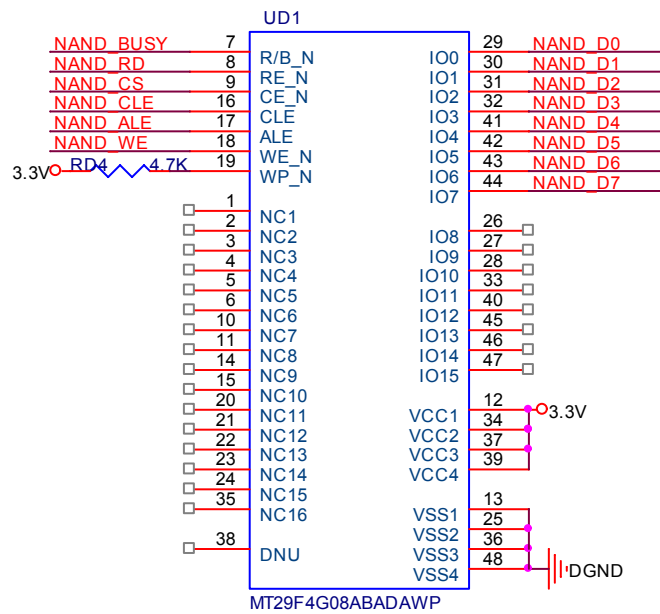 UD1
NAND_BUSY 7 R/B_N IO0 29 NAND_D0
NAND_RD 8 RE_N IO1 30 NAND_D1
NAND_CS 9 CE_N IO2 31 NAND_D2
NAND_CLE 16 CLE IO3 32 NAND_D3
NAND_ALE 17 ALE IO4 41 NAND_D4
NAND_WE 18 WE_N IO5 42 NAND_D5
3.3V RD4 4.7K 19 WP_N IO6 43 NAND_D6
IO7 44 NAND_D7
1 NC1
2 NC2 IO8 26
3 NC3 IO9 27
4 NC4 IO10 28
5 NC5 IO11 33
6 NC6 IO12 40
10 NC7 IO13 45
11 NC8 IO14 46
14 NC9 IO15 47
15 NC10
20 NC11 VCC1 12 3.3V
21 NC12 VCC2 34
22 NC13 VCC3 37
23 NC14 VCC4 39
24 NC15
35 NC16 VSS1 13
VSS2 25
38 DNU VSS3 36
VSS4 48 DGND
MT29F4G08ABADAWP